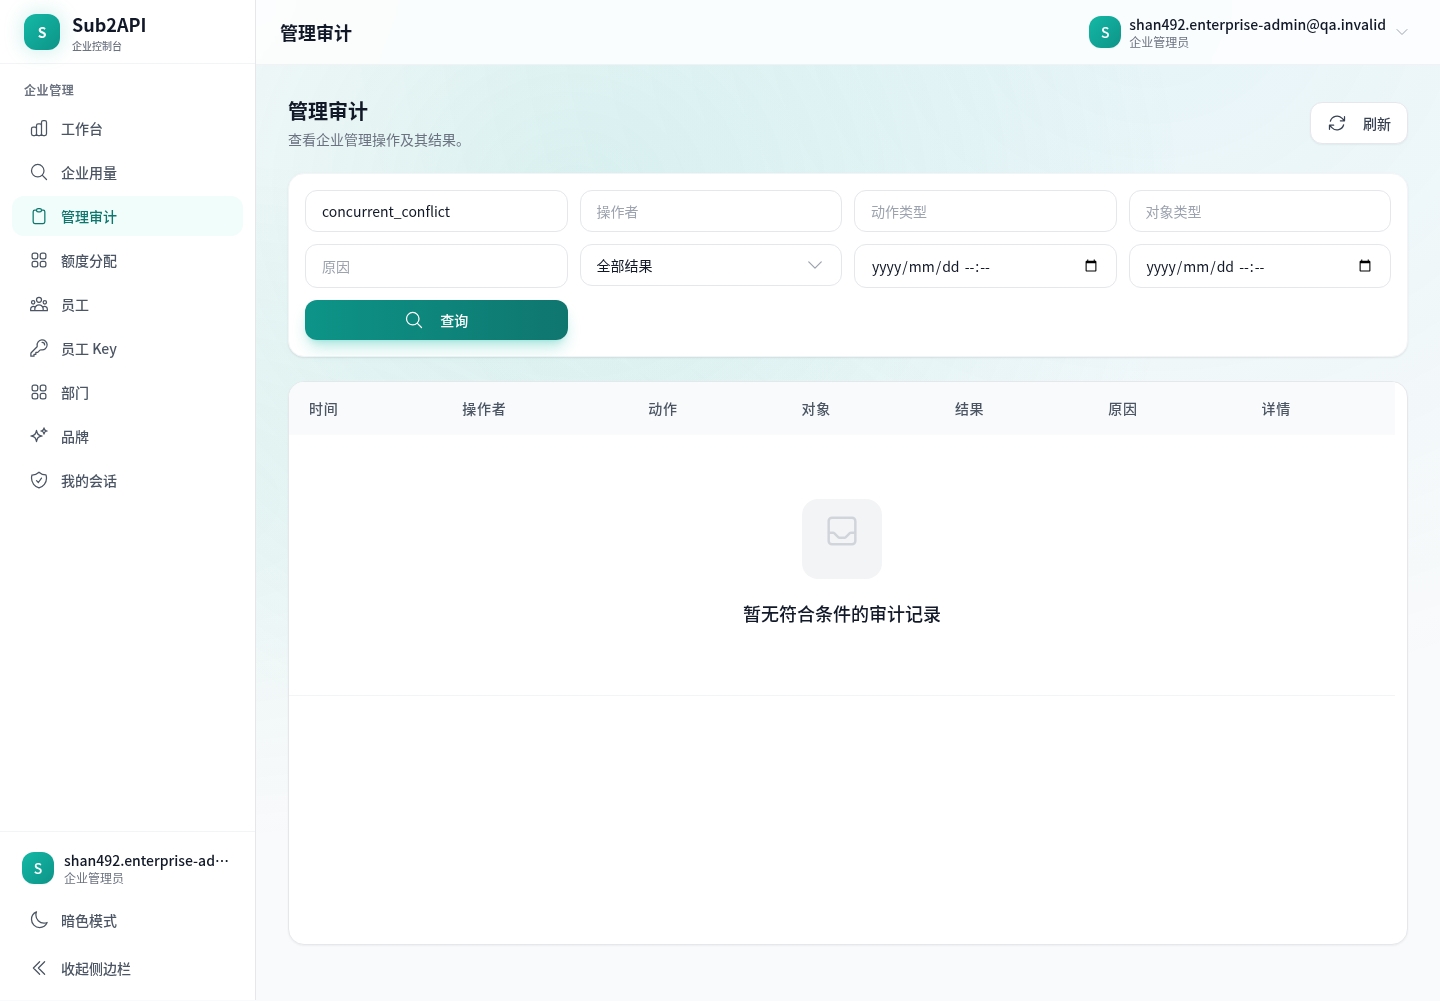 Sub2API
企业控制台
企业管理
工作台
企业用量
管理审计
额度分配
员工
员工 Key
部门
品牌
我的会话
S
shan492.enterprise-ad···
企业管理员
暗色模式
收起侧边栏
管理审计
S
shan492.enterprise-admin@qa.invalid
企业管理员
管理审计
查看企业管理操作及其结果。
刷新
concurrent_conflict
操作者
动作类型
对象类型
原因
全部结果
yyyy/mm/dd --:--
yyyy/mm/dd --:--
查询
时间 操作者 动作 对象 结果 原因 详情
暂无符合条件的审计记录